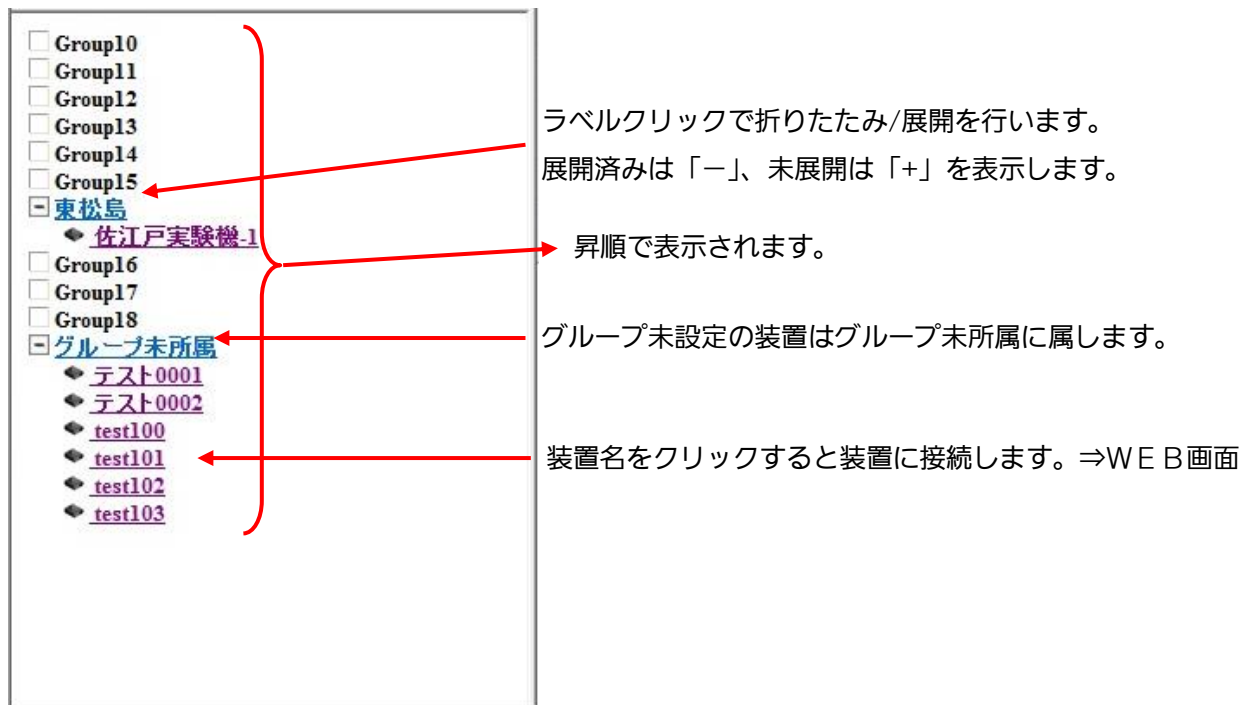 Group10
Group11
Group12
Group13
Group14
Group15
東松島
佐江戸実験機-1
Group16
Group17
Group18
グループ未所属
テスト0001
テスト0002
test100
test101
test102
test103
ラベルクリックで折りたたみ/展開を行います。
展開済みは「－」、未展開は「+」を表示します。
昇順で表示されます。
グループ未設定の装置はグループ未所属に属します。
装置名をクリックすると装置に接続します。⇒ＷＥＢ画面